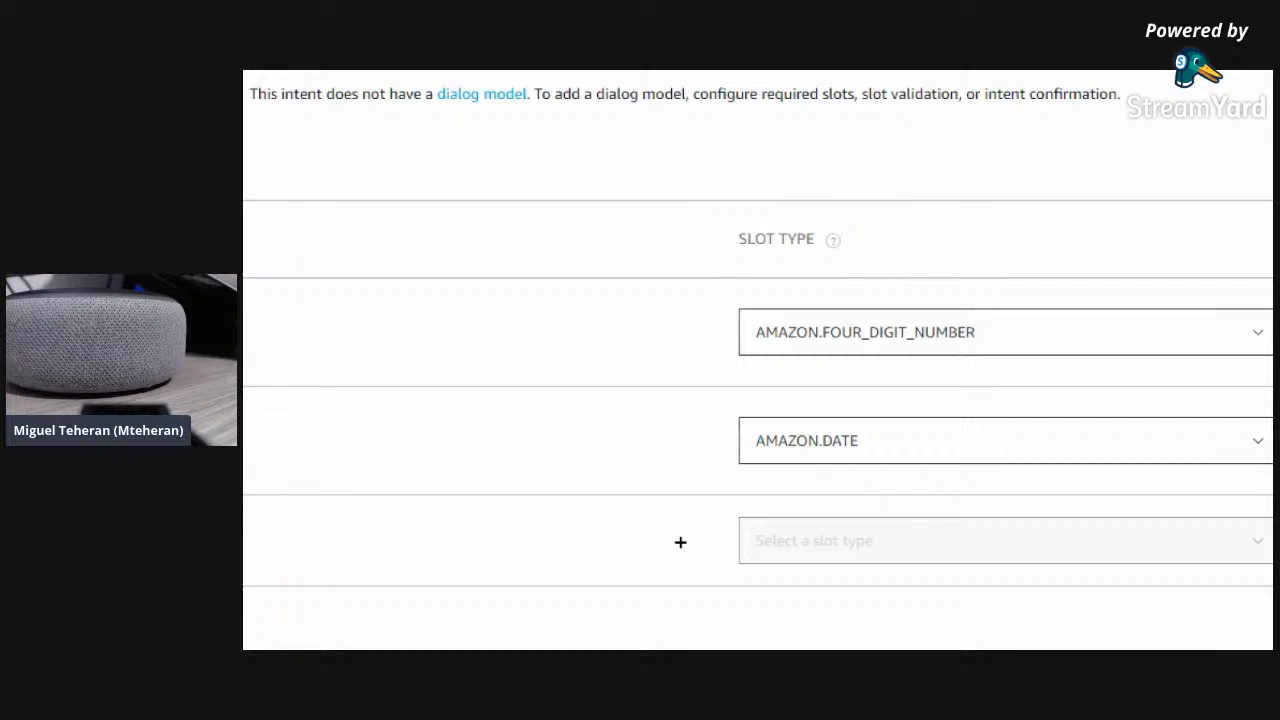 Powered by
StreamYard
This intent does not have a dialog model. To add a dialog model, configure required slots, slot validation, or intent confirmation.
SLOT TYPE ?
AMAZON.FOUR_DIGIT_NUMBER
AMAZON.DATE
+ Select a slot type
Miguel Teheran (Mteheran)